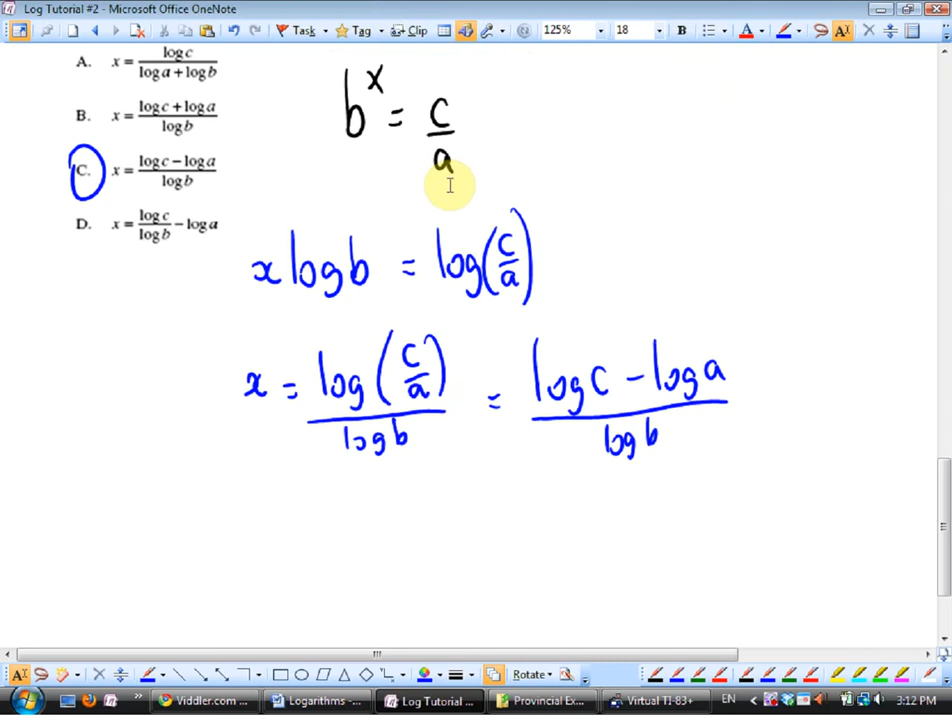 Log Tutorial #2 - Microsoft Office OneNote
Task Tag Clip 125% 18 B A A
A. x = log c / (log a + log b)
B. x = (log c + log a) / log b
C. x = (log c − log a) / log b
D. x = log c / log b − log a
b^x = c/a
x log b = log(c/a)
x = log(c/a) / log b = (log c − log a) / log b
A Rotate
Viddler.com ... Logarithms -... Log Tutorial ... Provincial Ex... Virtual TI-83+ EN 3:12 PM